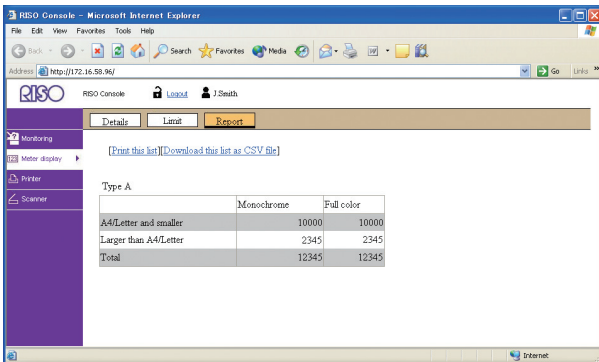 RISO Console - Microsoft Internet Explorer
File Edit View Favorites Tools Help
Back Search Favorites Media
Address http://172.16.58.96/ Go Links »
RISO RISO Console Logout J.Smith
Details Limit Report
Monitoring
Meter display
Printer
Scanner
[Print this list][Download this list as CSV file]
Type A
Monochrome Full color
A4/Letter and smaller 10000 10000
Larger than A4/Letter 2345 2345
Total 12345 12345
Internet